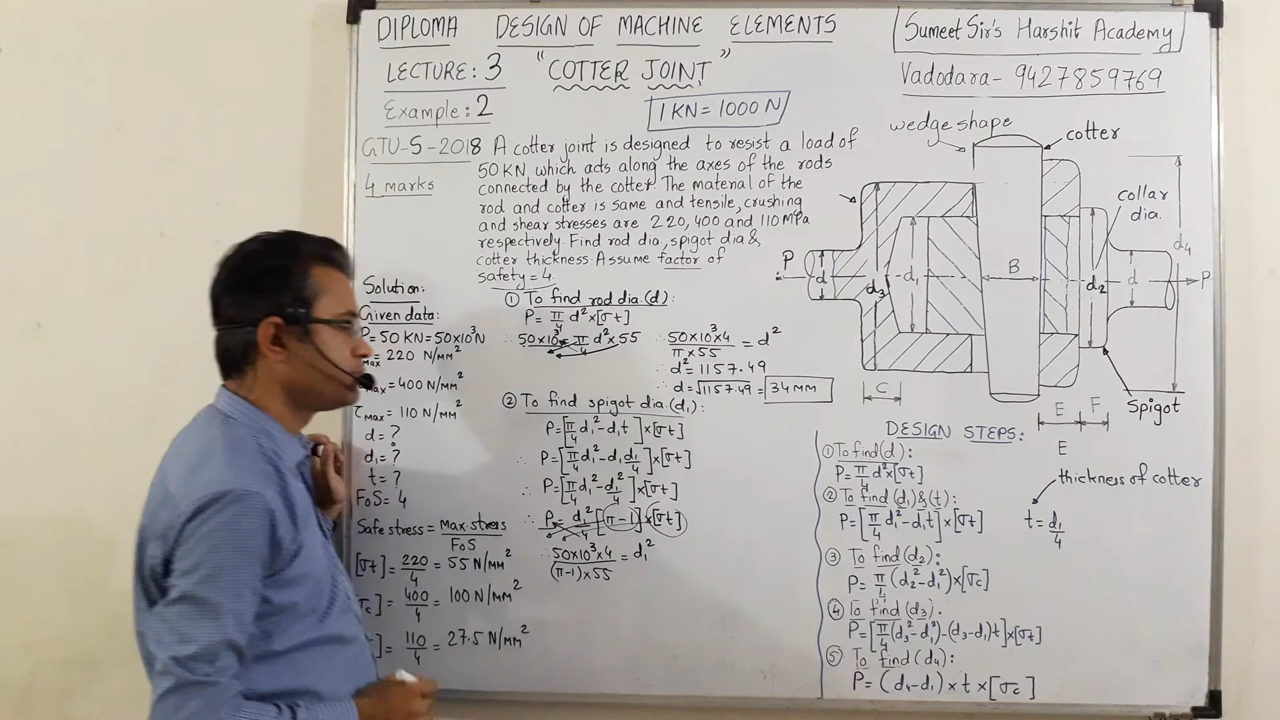 DIPLOMA DESIGN OF MACHINE ELEMENTS
LECTURE: 3 "COTTER JOINT"
Example: 2
1 KN = 1000 N
Sumeet Sir's Harshit Academy
Vadodara - 9427859769
GTU-S-2018 A cotter joint is designed to resist a load of
4 marks
50 KN, which acts along the axes of the rods
connected by the cotter. The material of the
rod and cotter is same and tensile, crushing
and shear stresses are 220, 400 and 110 MPa
respectively. Find rod dia, spigot dia &
cotter thickness. Assume factor of
safety = 4.
Solution:
Given data:
P = 50 KN = 50×10³ N
max = 220 N/mm²
max = 400 N/mm²
τmax = 110 N/mm²
d = ?
d₁ = ?
t = ?
FoS = 4
Safe stress = Max. stress / FoS
[σt] = 220/4 = 55 N/mm²
σc] = 400/4 = 100 N/mm²
] = 110/4 = 27.5 N/mm²
① To find rod dia. (d):
P = π/4 d² × [σt]
∴ 50×10³ = π/4 d² × 55
∴ 50×10³×4 / π×55 = d²
∴ d² = 1157.49
∴ d = √1157.49 = 34 mm
② To find spigot dia. (d₁):
P = [π/4 d₁² - d₁t] × [σt]
∴ P = [π/4 d₁² - d₁ d₁/4] × [σt]
∴ P = [π/4 d₁² - d₁²/4] × [σt]
∴ P = d₁²/4 [π-1] × [σt]
∴ 50×10³×4 / (π-1)×55 = d₁²
wedge shape
cotter
collar
dia.
P
d
d₃
d₁
B
d₂
d
d₄
P
C
E
F
Spigot
E
DESIGN STEPS:
① To find (d):
P = π/4 d² × [σt]
② To find (d₁) & (t):
P = [π/4 d₁² - d₁t] × [σt]
thickness of cotter
t = d₁/4
③ To find (d₂):
P = π/4 (d₂² - d₁²) × [σc]
④ To find (d₃):
P = [π/4 (d₃² - d₁²) - (d₃ - d₁)t] × [σt]
⑤ To find (d₄):
P = (d₄ - d₁) × t × [σc]